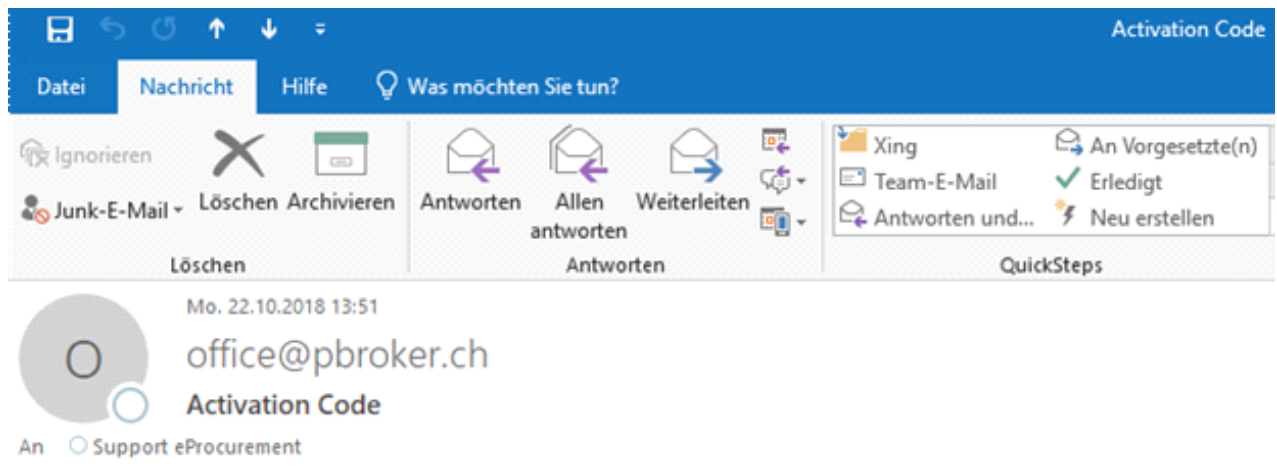 Activation Code
Datei Nachricht Hilfe Was möchten Sie tun?
Ignorieren
Junk-E-Mail
Löschen
Archivieren
Löschen
Antworten
Allen
antworten
Weiterleiten
Antworten
Xing
An Vorgesetzte(n)
Team-E-Mail
Erledigt
Antworten und...
Neu erstellen
QuickSteps
O
Mo. 22.10.2018 13:51
office@pbroker.ch
Activation Code
An Support eProcurement